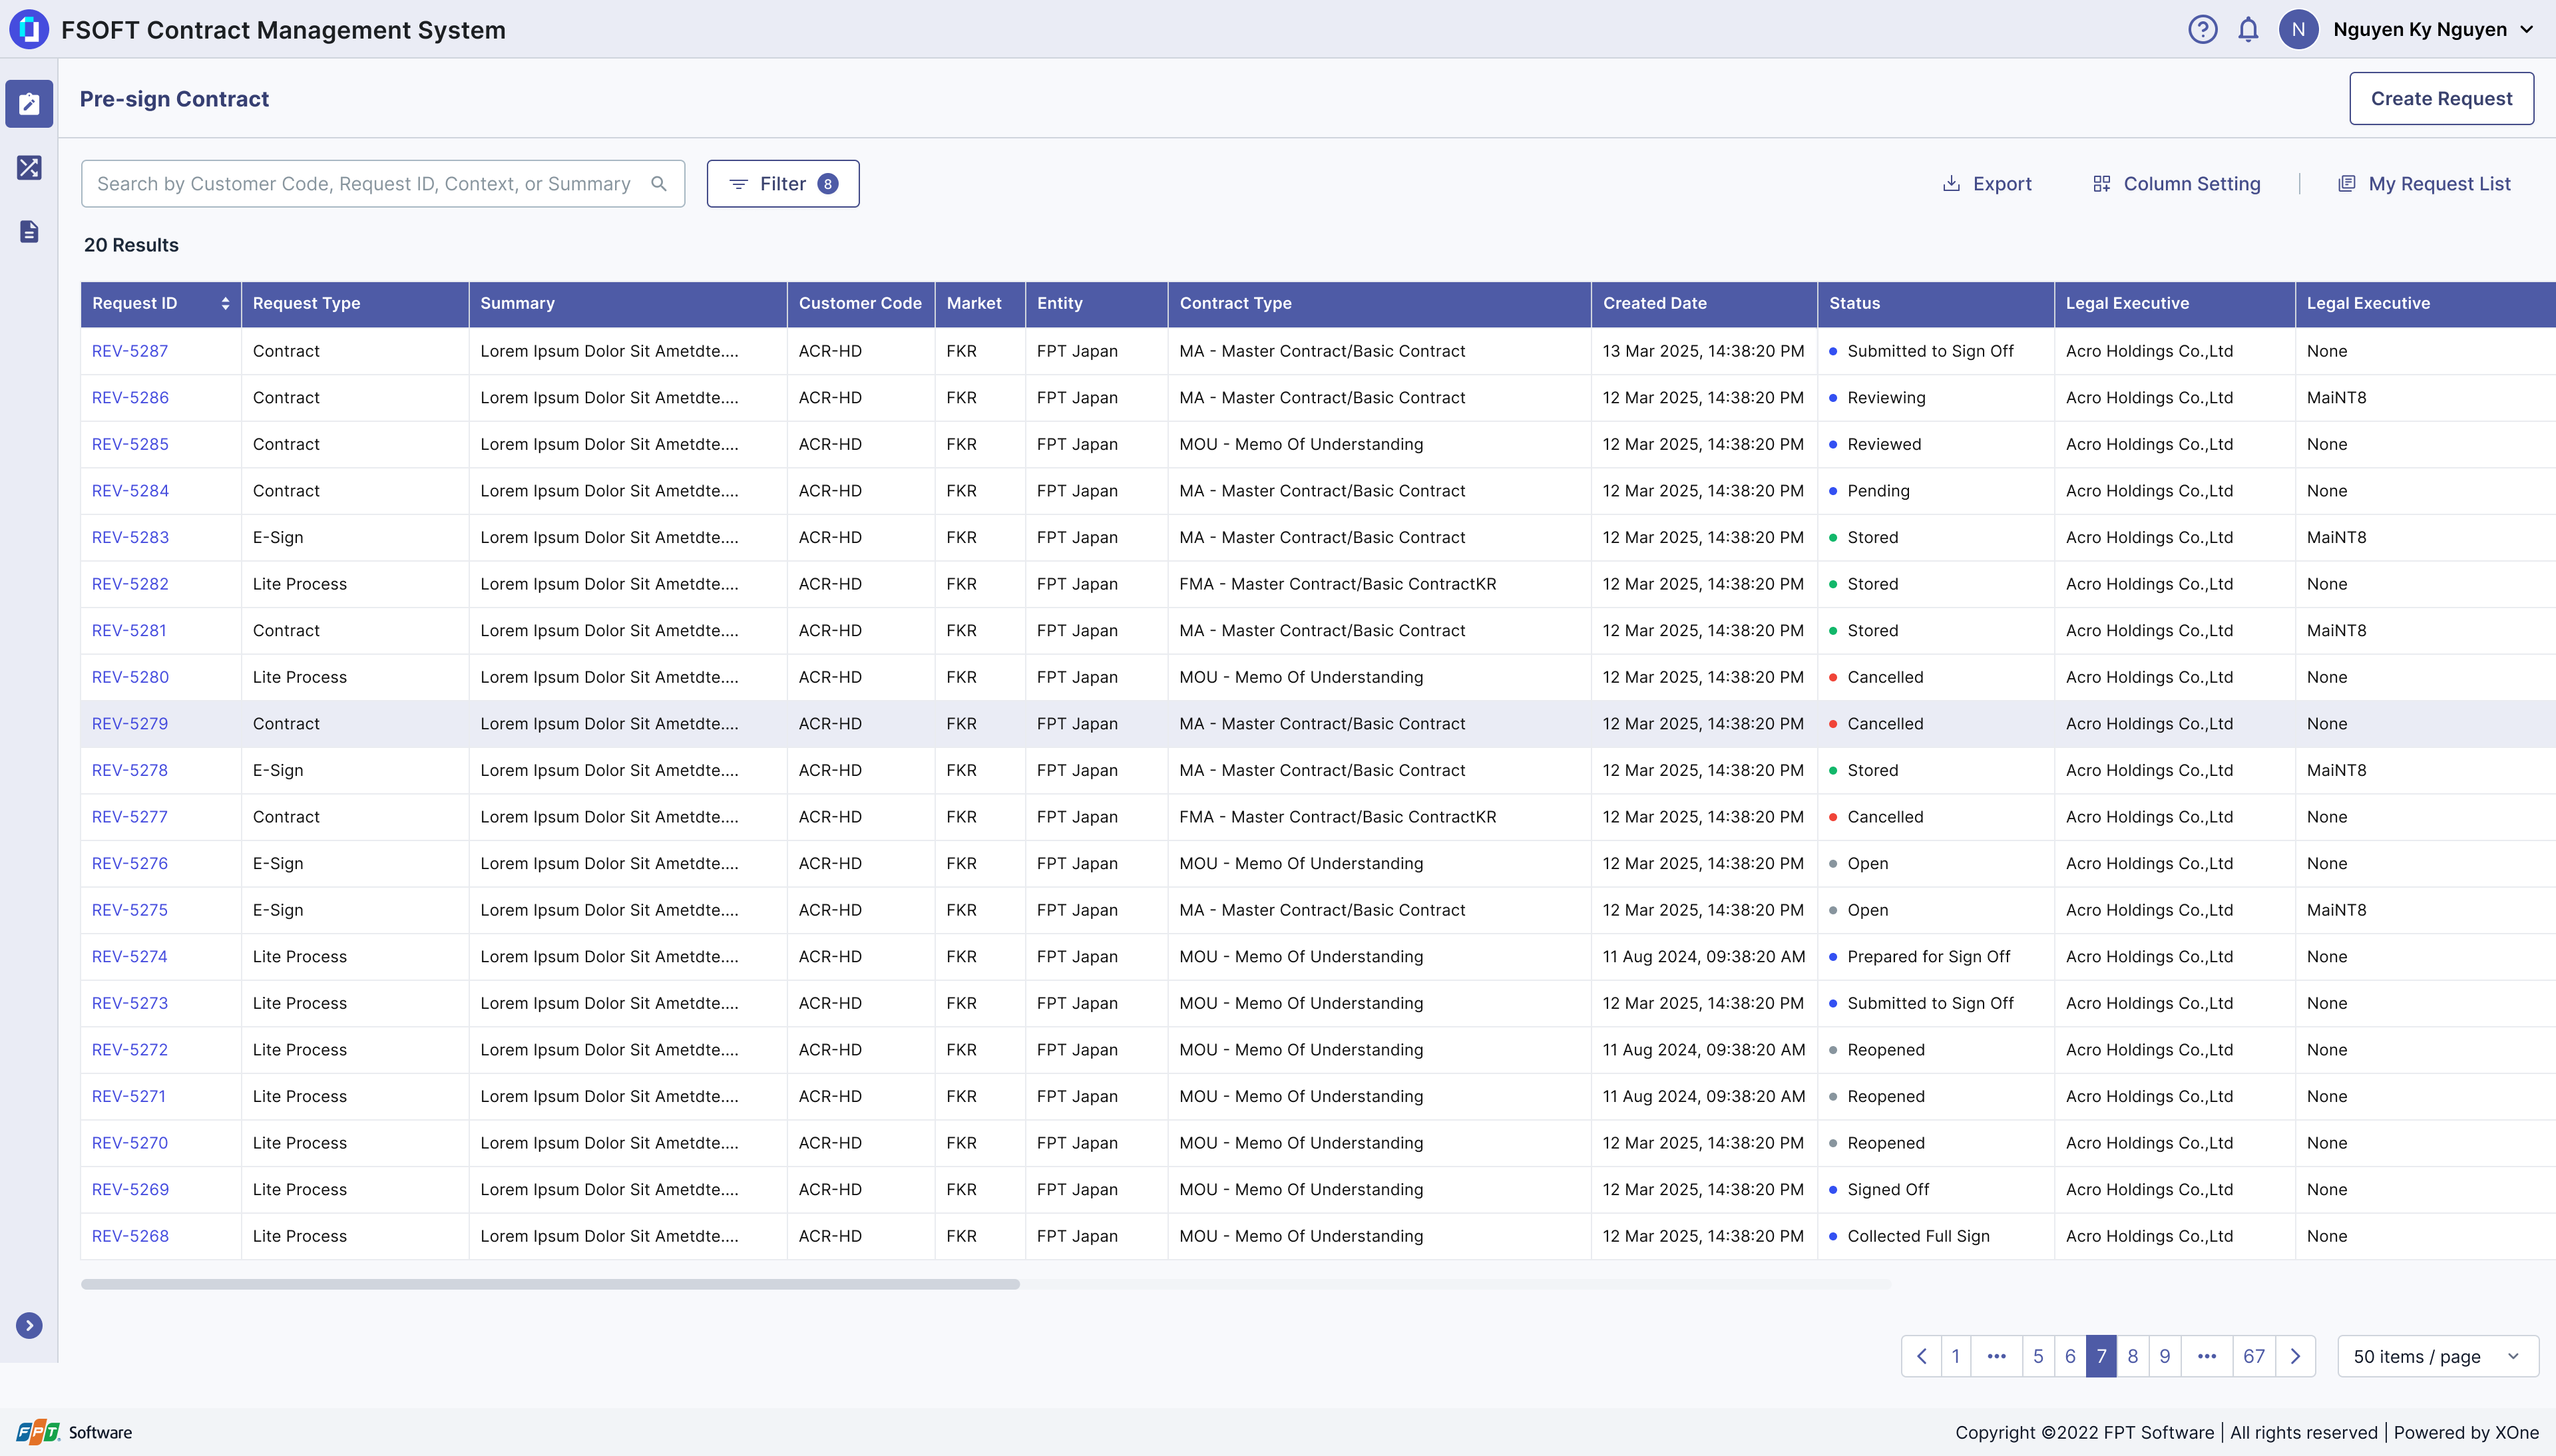 FSOFT Contract Management System
N Nguyen Ky Nguyen
Pre-sign Contract
Create Request
Search by Customer Code, Request ID, Context, or Summary
Filter 8
Export
Column Setting
My Request List
20 Results
Request ID Request Type Summary Customer Code Market Entity Contract Type Created Date Status Legal Executive Legal Executive
REV-5287 Contract Lorem Ipsum Dolor Sit Ametdte.... ACR-HD FKR FPT Japan MA - Master Contract/Basic Contract 13 Mar 2025, 14:38:20 PM Submitted to Sign Off Acro Holdings Co.,Ltd None
REV-5286 Contract Lorem Ipsum Dolor Sit Ametdte.... ACR-HD FKR FPT Japan MA - Master Contract/Basic Contract 12 Mar 2025, 14:38:20 PM Reviewing Acro Holdings Co.,Ltd MaiNT8
REV-5285 Contract Lorem Ipsum Dolor Sit Ametdte.... ACR-HD FKR FPT Japan MOU - Memo Of Understanding 12 Mar 2025, 14:38:20 PM Reviewed Acro Holdings Co.,Ltd None
REV-5284 Contract Lorem Ipsum Dolor Sit Ametdte.... ACR-HD FKR FPT Japan MA - Master Contract/Basic Contract 12 Mar 2025, 14:38:20 PM Pending Acro Holdings Co.,Ltd None
REV-5283 E-Sign Lorem Ipsum Dolor Sit Ametdte.... ACR-HD FKR FPT Japan MA - Master Contract/Basic Contract 12 Mar 2025, 14:38:20 PM Stored Acro Holdings Co.,Ltd MaiNT8
REV-5282 Lite Process Lorem Ipsum Dolor Sit Ametdte.... ACR-HD FKR FPT Japan FMA - Master Contract/Basic ContractKR 12 Mar 2025, 14:38:20 PM Stored Acro Holdings Co.,Ltd None
REV-5281 Contract Lorem Ipsum Dolor Sit Ametdte.... ACR-HD FKR FPT Japan MA - Master Contract/Basic Contract 12 Mar 2025, 14:38:20 PM Stored Acro Holdings Co.,Ltd MaiNT8
REV-5280 Lite Process Lorem Ipsum Dolor Sit Ametdte.... ACR-HD FKR FPT Japan MOU - Memo Of Understanding 12 Mar 2025, 14:38:20 PM Cancelled Acro Holdings Co.,Ltd None
REV-5279 Contract Lorem Ipsum Dolor Sit Ametdte.... ACR-HD FKR FPT Japan MA - Master Contract/Basic Contract 12 Mar 2025, 14:38:20 PM Cancelled Acro Holdings Co.,Ltd None
REV-5278 E-Sign Lorem Ipsum Dolor Sit Ametdte.... ACR-HD FKR FPT Japan MA - Master Contract/Basic Contract 12 Mar 2025, 14:38:20 PM Stored Acro Holdings Co.,Ltd MaiNT8
REV-5277 Contract Lorem Ipsum Dolor Sit Ametdte.... ACR-HD FKR FPT Japan FMA - Master Contract/Basic ContractKR 12 Mar 2025, 14:38:20 PM Cancelled Acro Holdings Co.,Ltd None
REV-5276 E-Sign Lorem Ipsum Dolor Sit Ametdte.... ACR-HD FKR FPT Japan MOU - Memo Of Understanding 12 Mar 2025, 14:38:20 PM Open Acro Holdings Co.,Ltd None
REV-5275 E-Sign Lorem Ipsum Dolor Sit Ametdte.... ACR-HD FKR FPT Japan MA - Master Contract/Basic Contract 12 Mar 2025, 14:38:20 PM Open Acro Holdings Co.,Ltd MaiNT8
REV-5274 Lite Process Lorem Ipsum Dolor Sit Ametdte.... ACR-HD FKR FPT Japan MOU - Memo Of Understanding 11 Aug 2024, 09:38:20 AM Prepared for Sign Off Acro Holdings Co.,Ltd None
REV-5273 Lite Process Lorem Ipsum Dolor Sit Ametdte.... ACR-HD FKR FPT Japan MOU - Memo Of Understanding 12 Mar 2025, 14:38:20 PM Submitted to Sign Off Acro Holdings Co.,Ltd None
REV-5272 Lite Process Lorem Ipsum Dolor Sit Ametdte.... ACR-HD FKR FPT Japan MOU - Memo Of Understanding 11 Aug 2024, 09:38:20 AM Reopened Acro Holdings Co.,Ltd None
REV-5271 Lite Process Lorem Ipsum Dolor Sit Ametdte.... ACR-HD FKR FPT Japan MOU - Memo Of Understanding 11 Aug 2024, 09:38:20 AM Reopened Acro Holdings Co.,Ltd None
REV-5270 Lite Process Lorem Ipsum Dolor Sit Ametdte.... ACR-HD FKR FPT Japan MOU - Memo Of Understanding 12 Mar 2025, 14:38:20 PM Reopened Acro Holdings Co.,Ltd None
REV-5269 Lite Process Lorem Ipsum Dolor Sit Ametdte.... ACR-HD FKR FPT Japan MOU - Memo Of Understanding 12 Mar 2025, 14:38:20 PM Signed Off Acro Holdings Co.,Ltd None
REV-5268 Lite Process Lorem Ipsum Dolor Sit Ametdte.... ACR-HD FKR FPT Japan MOU - Memo Of Understanding 12 Mar 2025, 14:38:20 PM Collected Full Sign Acro Holdings Co.,Ltd None
1 ••• 5 6 7 8 9 ••• 67 50 items / page
FPT Software
Copyright ©2022 FPT Software | All rights reserved | Powered by XOne